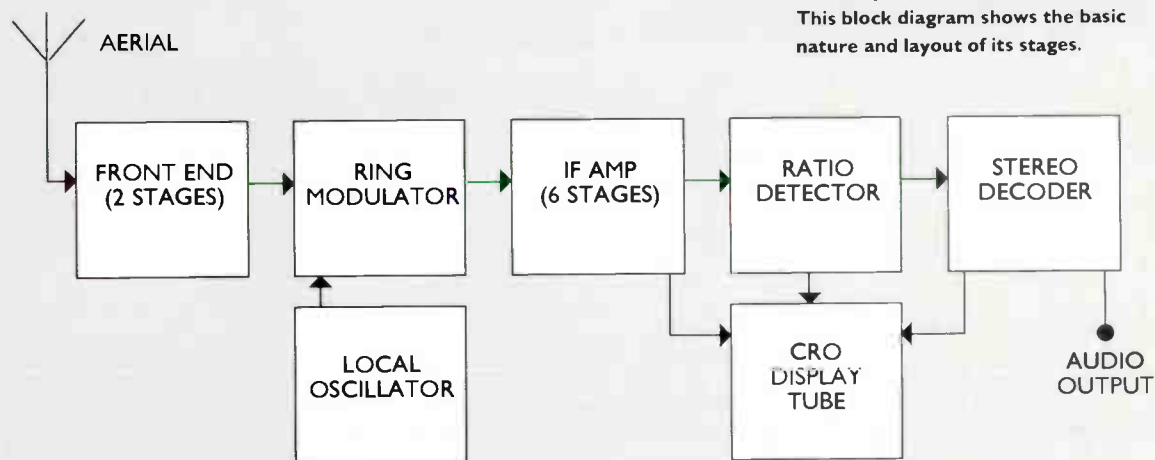 This block diagram shows the basic
nature and layout of its stages.
AERIAL
FRONT END
(2 STAGES)
RING
MODULATOR
IF AMP
(6 STAGES)
RATIO
DETECTOR
STEREO
DECODER
LOCAL
OSCILLATOR
CRO
DISPLAY
TUBE
AUDIO
OUTPUT